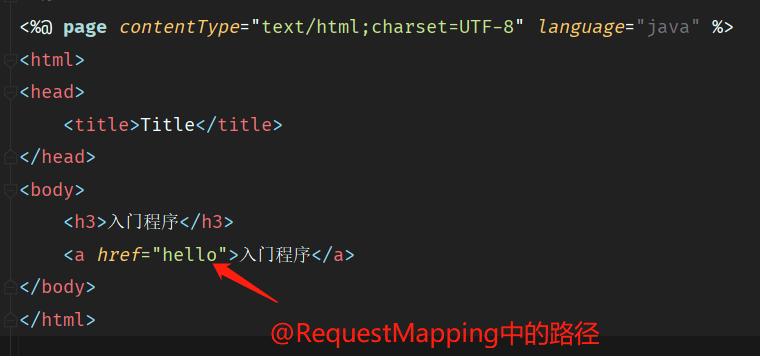 <%@ page contentType="text/html;charset=UTF-8" language="java" %>
<html>
<head>
    <title>Title</title>
</head>
<body>
    <h3>入门程序</h3>
    <a href="hello">入门程序</a>
</body>
</html>
@RequestMapping中的路径